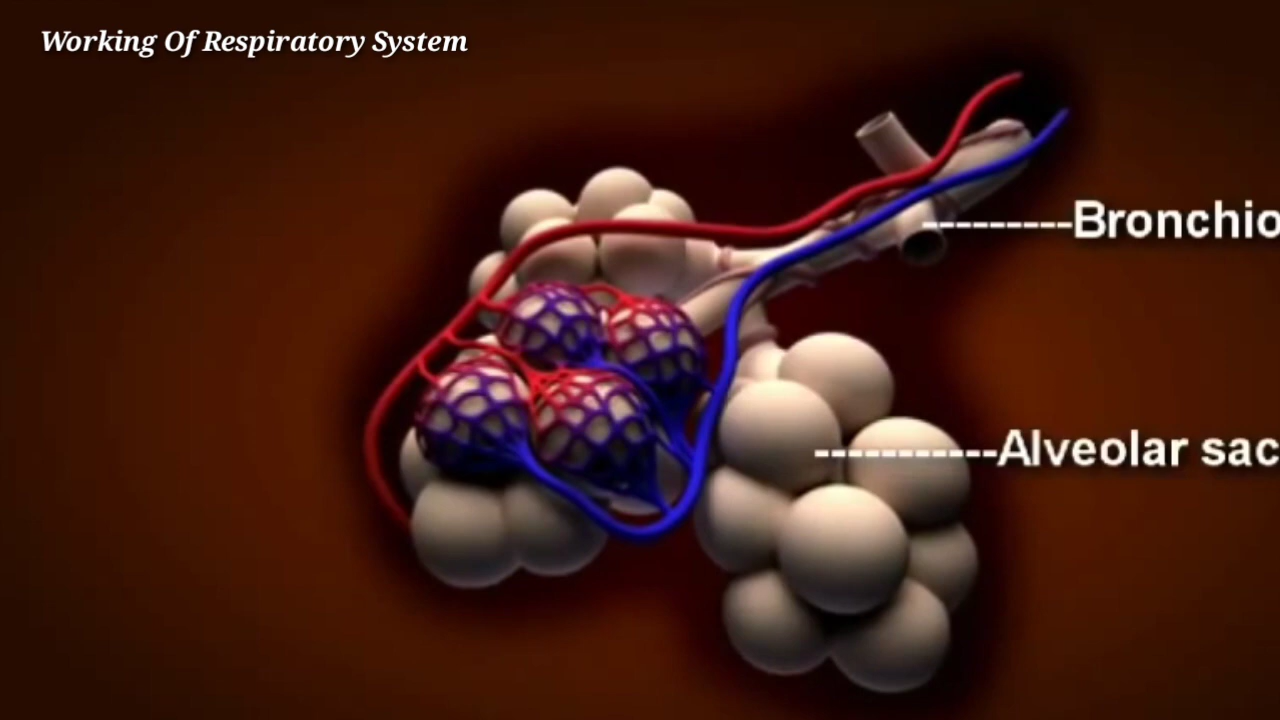 Working Of Respiratory System
---------Bronchio
-----------Alveolar sac